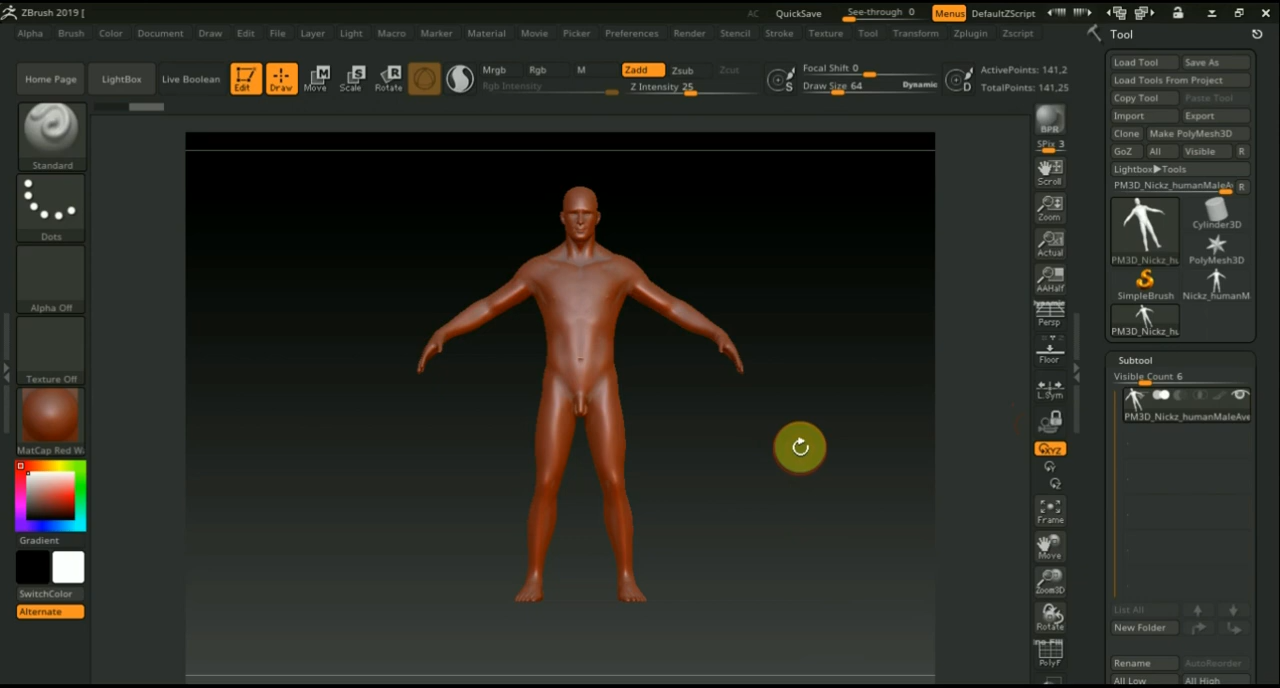 ZBrush 2019 [
AC QuickSave See-through 0 Menus DefaultZScript
Alpha Brush Color Document Draw Edit File Layer Light Macro Marker Material Movie Picker Preferences Render Stencil Stroke Texture Tool Transform Zplugin Zscript
Home Page LightBox Live Boolean Edit Draw Move Scale Rotate
Mrgb Rgb M
Rgb Intensity
Zadd Zsub Zcut
Z Intensity 25
Focal Shift 0
Draw Size 64 Dynamic
S
D
ActivePoints: 141,2
TotalPoints: 141,25
Standard
Dots
Alpha Off
Texture Off
MatCap Red W
Gradient
SwitchColor
Alternate
BPR
SPix 3
Scroll
Zoom
Actual
AAHalf
Persp
Floor
L.Sym
XYZ
Frame
Move
Zoom3D
Rotate
PolyF
Tool
Load Tool Save As
Load Tools From Project
Copy Tool Paste Tool
Import Export
Clone Make PolyMesh3D
GoZ All Visible R
Lightbox▶Tools
PM3D_Nickz_humanMaleAv R
PM3D_Nickz_hu
Cylinder3D
PolyMesh3D
SimpleBrush Nickz_humanM
PM3D_Nickz_hu
Subtool
Visible Count 6
PM3D_Nickz_humanMaleAve
List All
New Folder
Rename AutoReorder
All Low All High